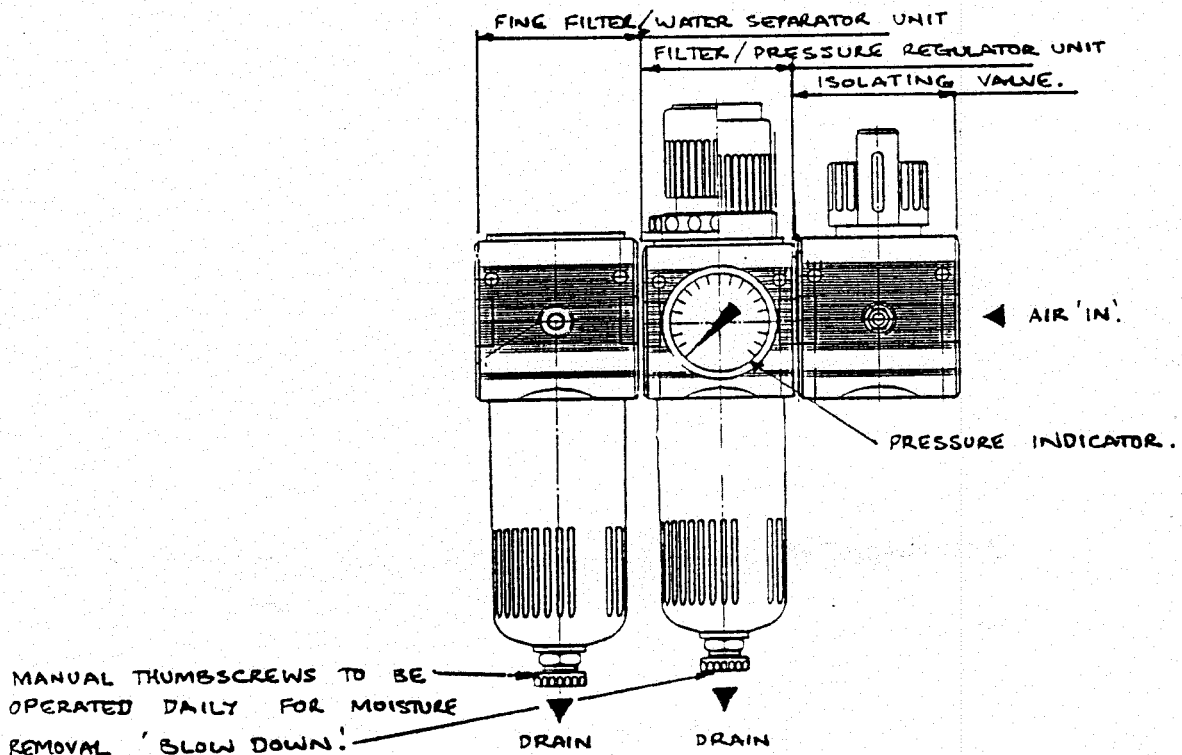 FINE FILTER/WATER SEPARATOR UNIT
FILTER/PRESSURE REGULATOR UNIT
ISOLATING VALVE.
AIR 'IN'.
PRESSURE INDICATOR.
MANUAL THUMBSCREWS TO BE
OPERATED DAILY FOR MOISTURE
REMOVAL 'BLOW DOWN'.
DRAIN
DRAIN